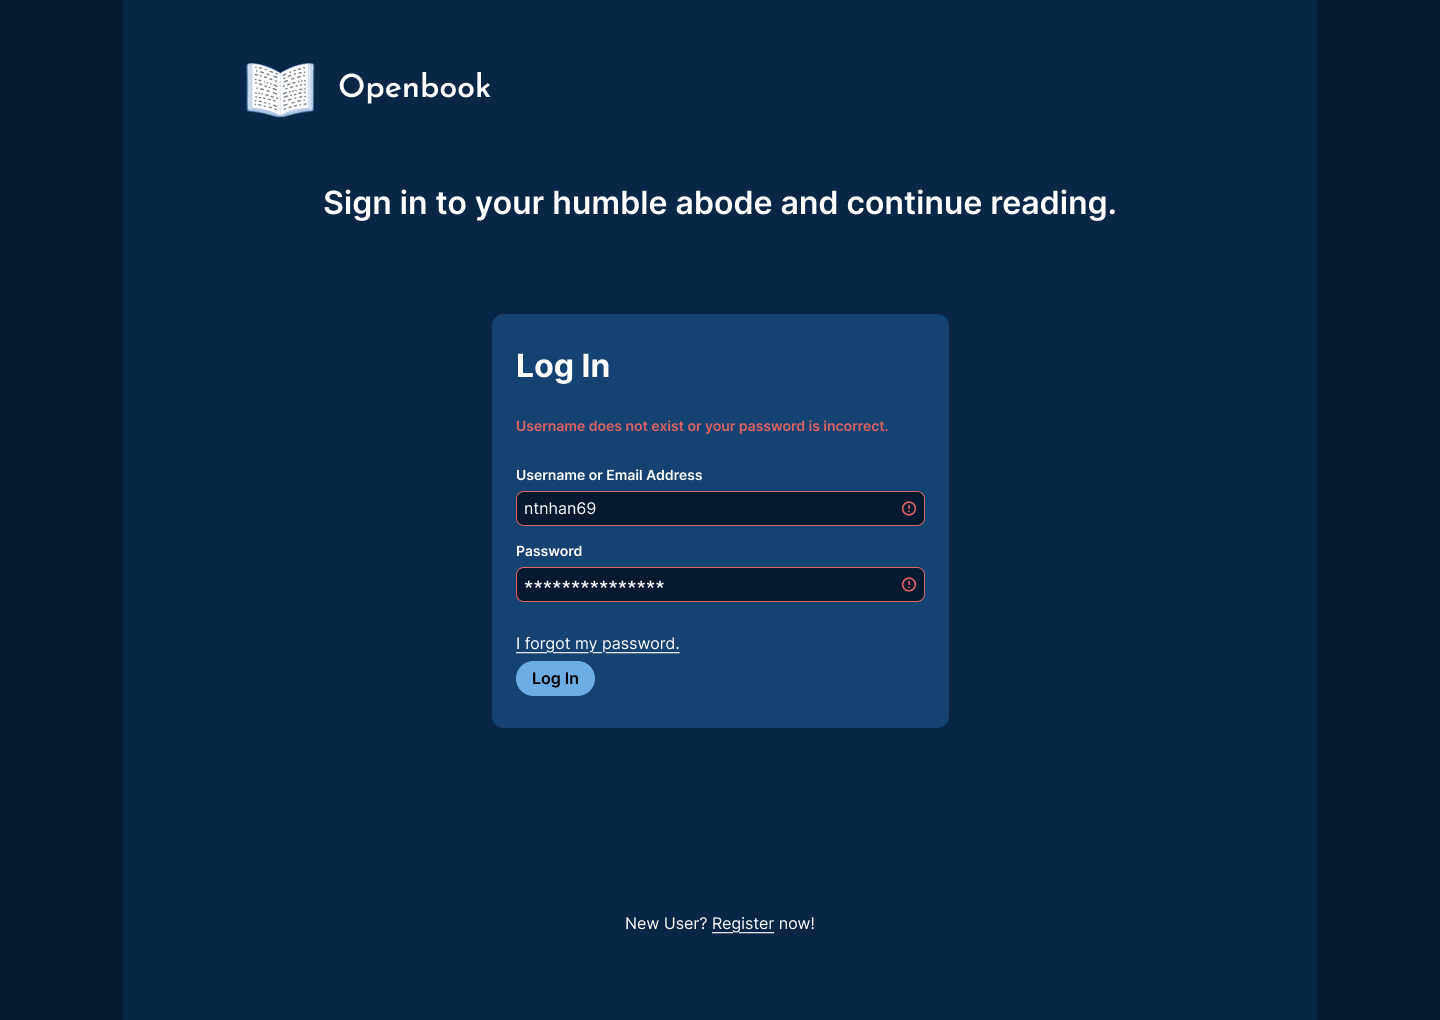 Openbook
Sign in to your humble abode and continue reading.
Log In
Username does not exist or your password is incorrect.
Username or Email Address
ntnhan69
Password
***************
I forgot my password.
Log In
New User? Register now!